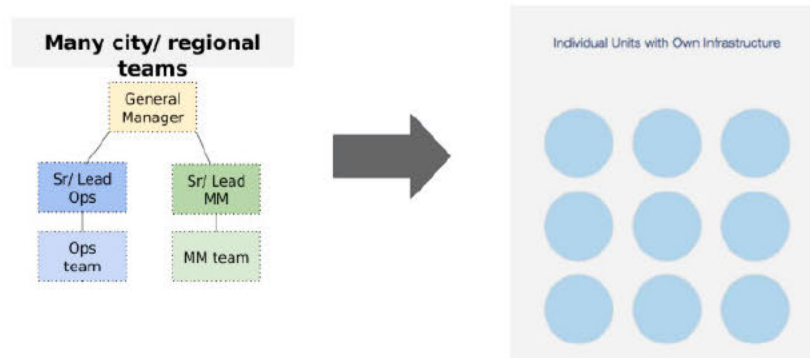 Many city/ regional
teams
General
Manager
Sr/ Lead
Ops
Sr/ Lead
MM
Ops
team
MM team
Individual Units with Own Infrastructure